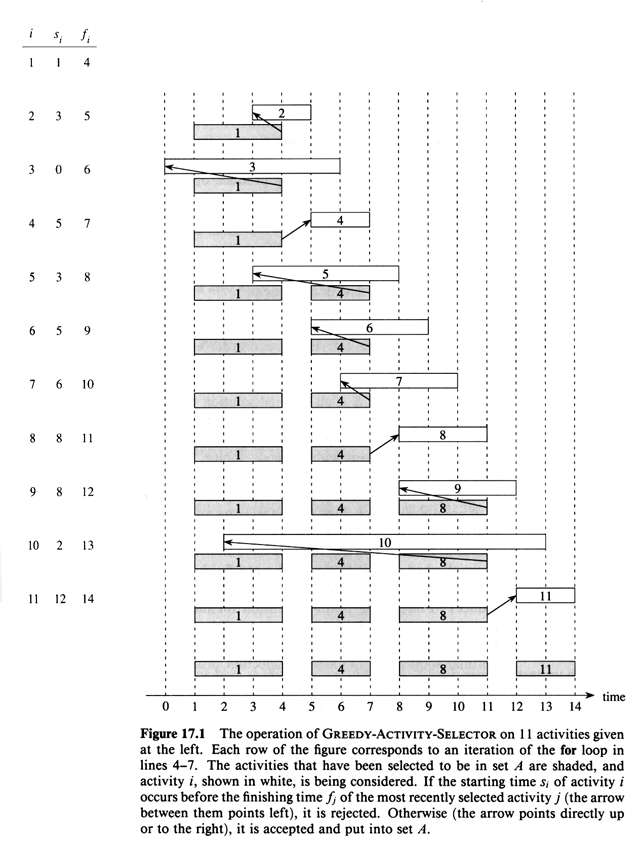 i s_i f_i
1 1 4
2 3 5
2
1
3 0 6
3
1
4 5 7
4
1
5 3 8
5
1 4
6 5 9
6
1 4
7 6 10
7
1 4
8 8 11
8
1 4
9 8 12
9
1 4 8
10 2 13
10
1 4 8
11 12 14
11
1 4 8
1 4 8 11
time
0 1 2 3 4 5 6 7 8 9 10 11 12 13 14
Figure 17.1 The operation of GREEDY-ACTIVITY-SELECTOR on 11 activities given
at the left. Each row of the figure corresponds to an iteration of the for loop in
lines 4–7. The activities that have been selected to be in set A are shaded, and
activity i, shown in white, is being considered. If the starting time s_i of activity i
occurs before the finishing time f_j of the most recently selected activity j (the arrow
between them points left), it is rejected. Otherwise (the arrow points directly up
or to the right), it is accepted and put into set A.